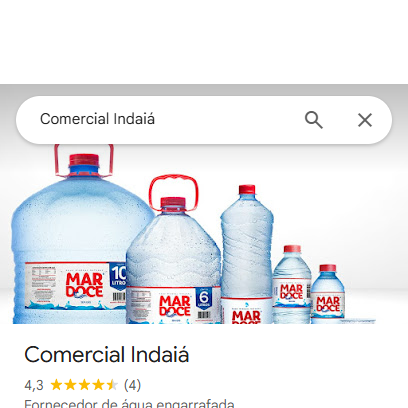 Comercial Indaiá
10
LITROS
MAR
DOCE
MAR
DOCE
6
LITROS
MAR
DOCE
MAR
DOCE
MAR
DOCE
Comercial Indaiá
4,3 (4)
Fornecedor de água engarrafada